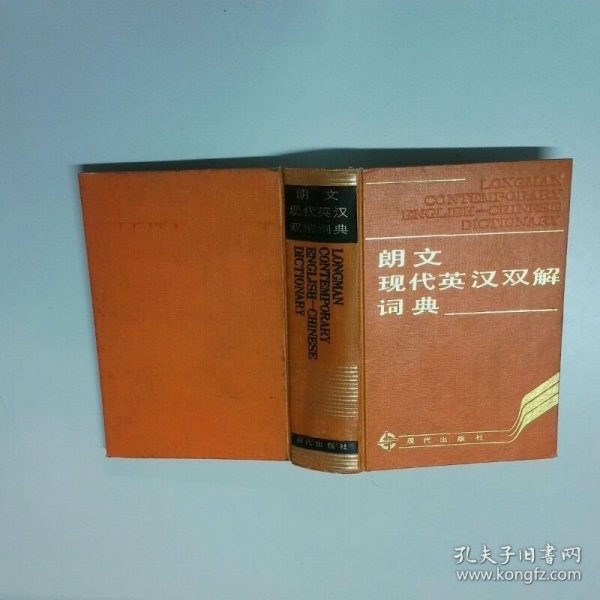 朗文
现代英汉
双解词典
LONGMAN
CONTEMPORARY
ENGLISH-CHINESE
DICTIONARY
现代出版社
LONGMAN
CONTEMPORARY
ENGLISH-CHINESE
DICTIONARY
朗文
现代英汉双解
词典
现代出版社
孔夫子旧书网
www.kongfz.com